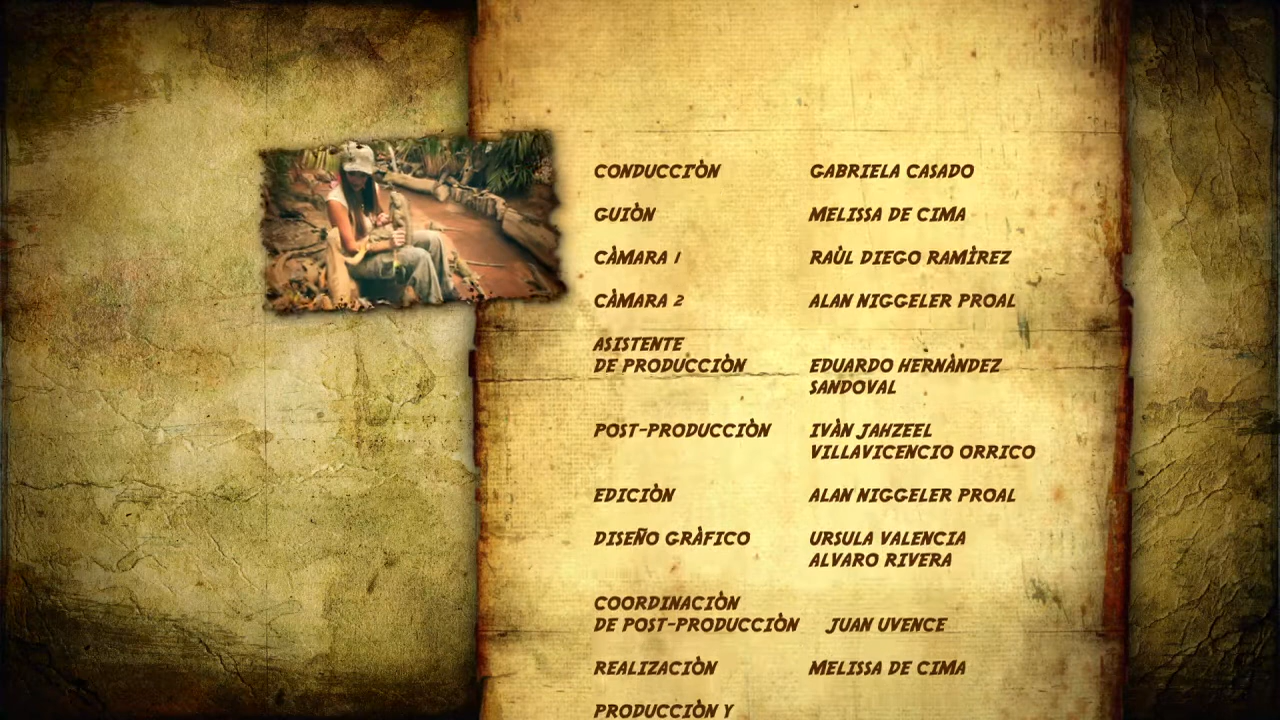 CONDUCCIÒN GABRIELA CASADO
GUIÒN MELISSA DE CIMA
CÀMARA 1 RAÙL DIEGO RAMÌREZ
CÀMARA 2 ALAN NIGGELER PROAL
ASISTENTE
DE PRODUCCIÒN EDUARDO HERNÀNDEZ
SANDOVAL
POST-PRODUCCIÒN IVÀN JAHZEEL
VILLAVICENCIO ORRICO
EDICIÒN ALAN NIGGELER PROAL
DISEÑO GRÀFICO URSULA VALENCIA
ALVARO RIVERA
COORDINACIÒN
DE POST-PRODUCCIÒN JUAN UVENCE
REALIZACIÒN MELISSA DE CIMA
PRODUCCIÒN Y